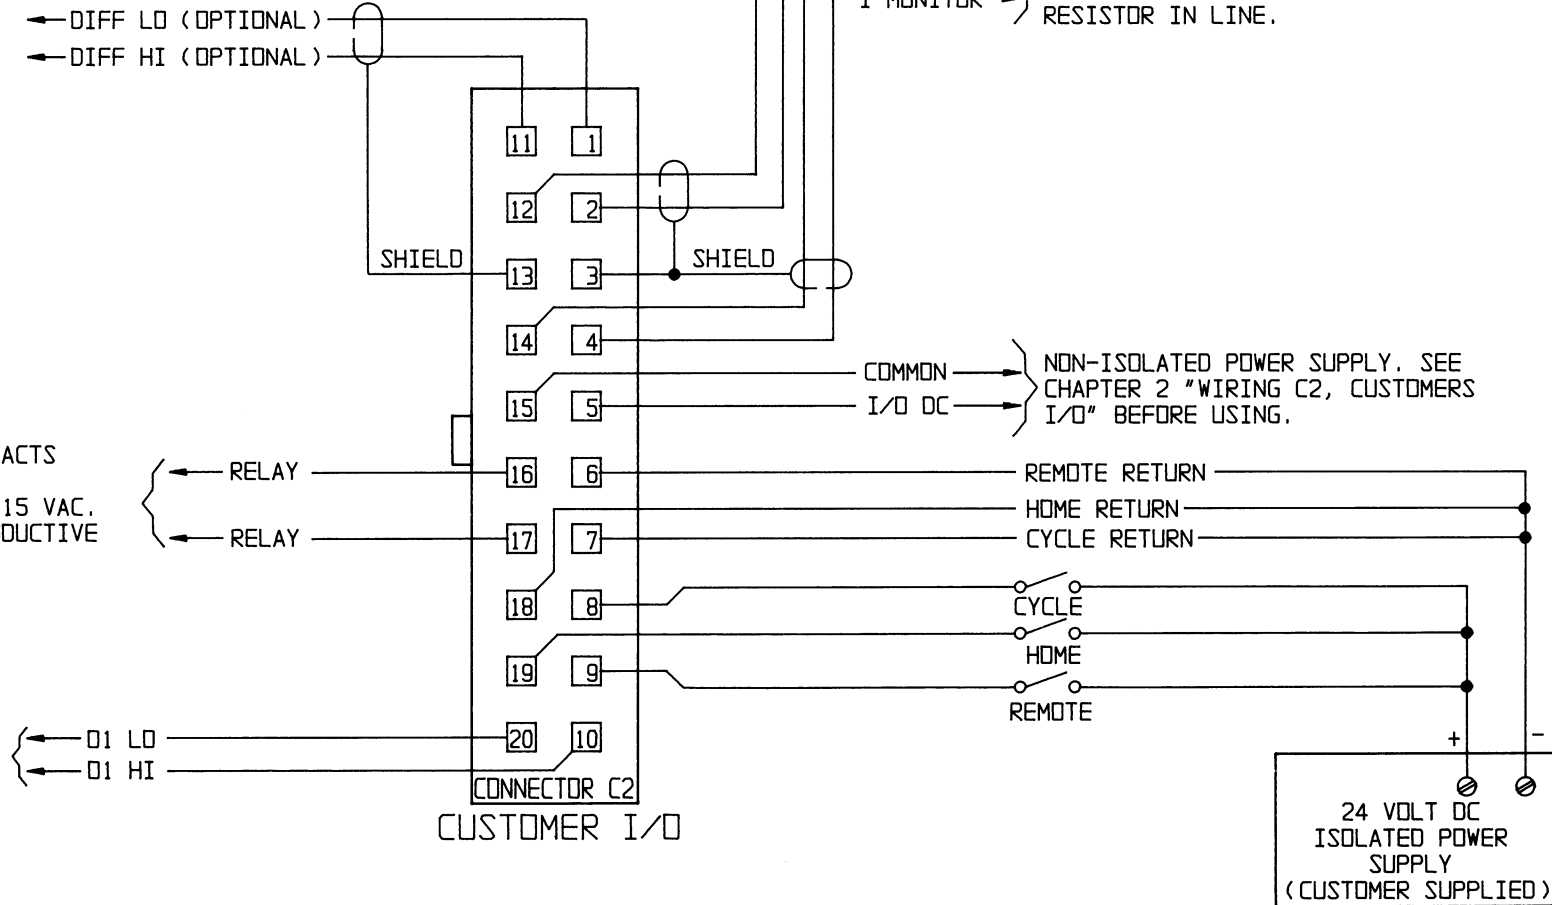 DIFF LO (OPTIONAL)
DIFF HI (OPTIONAL)
MONITOR
RESISTOR IN LINE.
11 1
12 2
SHIELD 13 3 SHIELD
14 4
COMMON
15 5
I/O DC
NON-ISOLATED POWER SUPPLY. SEE
CHAPTER 2 "WIRING C2, CUSTOMERS
I/O" BEFORE USING.
ACTS
15 VAC.
DUCTIVE
RELAY 16 6 REMOTE RETURN
HOME RETURN
RELAY 17 7 CYCLE RETURN
18 8
CYCLE
19 9
HOME
REMOTE
O1 LO 20 10
O1 HI
CONNECTOR C2
CUSTOMER I/O
+ -
24 VOLT DC
ISOLATED POWER
SUPPLY
(CUSTOMER SUPPLIED)